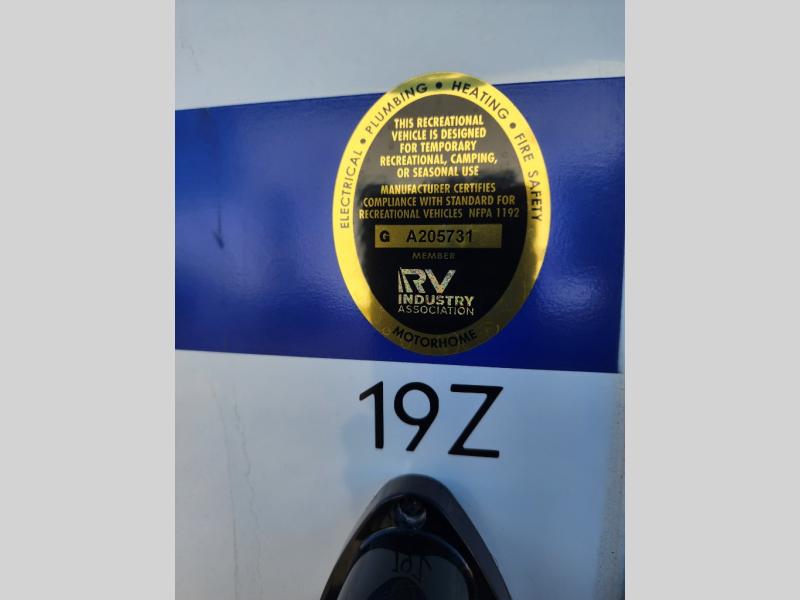 ELECTRICAL • PLUMBING • HEATING • FIRE SAFETY
THIS RECREATIONAL
VEHICLE IS DESIGNED
FOR TEMPORARY
RECREATIONAL, CAMPING,
OR SEASONAL USE
MANUFACTURER CERTIFIES
COMPLIANCE WITH STANDARD FOR
RECREATIONAL VEHICLES NFPA 1192
G A205731
MEMBER
RV
INDUSTRY
ASSOCIATION
MOTORHOME
19Z